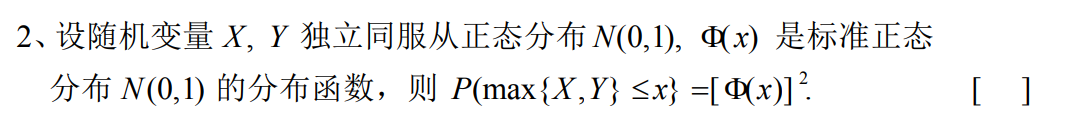 2、设随机变量 X, Y 独立同服从正态分布 N(0,1), Φ(x) 是标准正态
分布 N(0,1) 的分布函数，则 P(max{X,Y} ≤x} =[Φ(x)]². [ ]